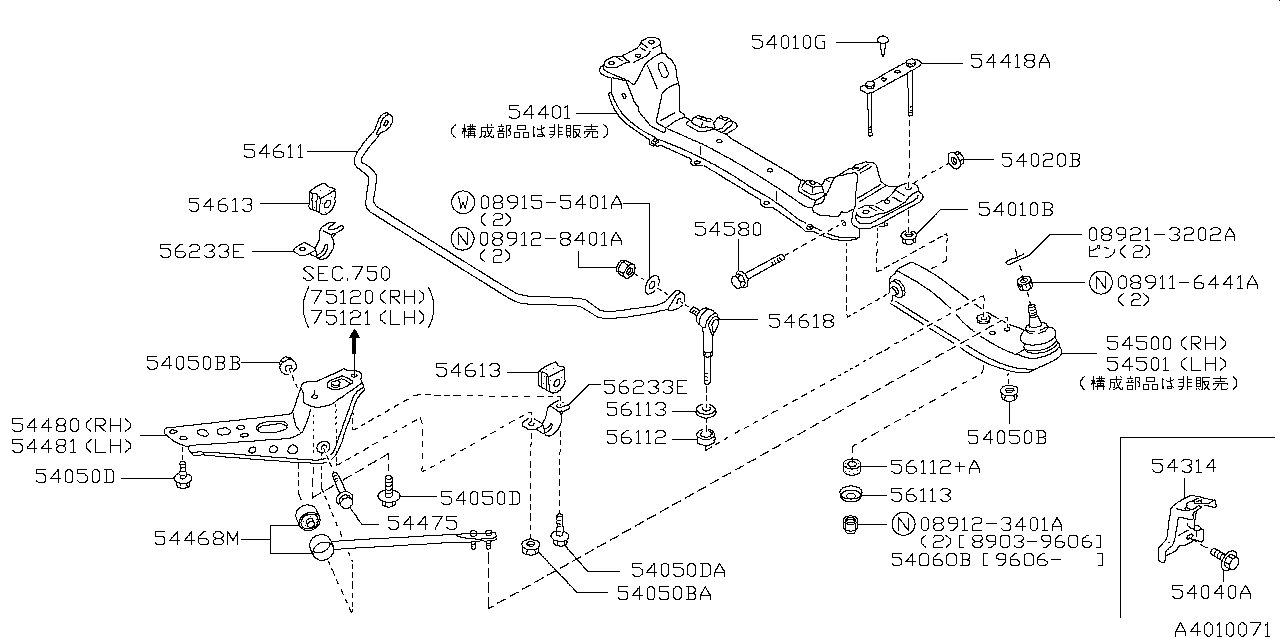 54010G
54418A
54401
(構成部品は非販売)
54611
54020B
54613
W 08915-5401A
(2)
54010B
N 08912-8401A
(2)
54580
08921-3202A
ピン(2)
56233E
SEC.750
75120(RH)
75121(LH)
N 08911-6441A
(2)
54618
54500(RH)
54501(LH)
(構成部品は非販売)
54050BB
54613
56233E
56113
54480(RH)
54481(LH)
56112
54050B
54050D
54050D
56112+A
54314
56113
54475
N 08912-3401A
(2)[8903-9606]
54060B[9606-    ]
54468M
54050DA
54050BA
54040A
A4010071